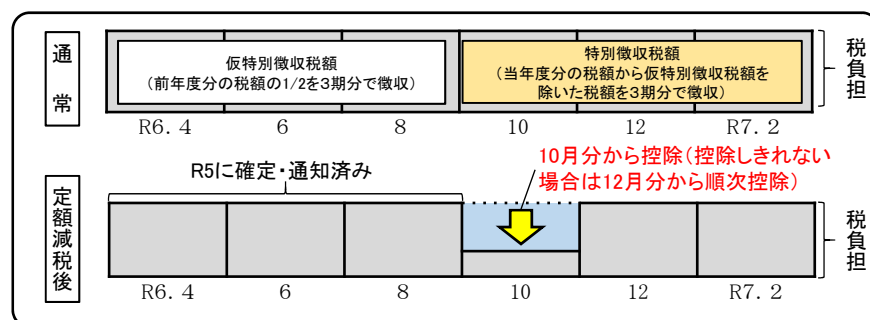 通常
仮特別徴収税額
(前年度分の税額の1/2を3期分で徴収)
特別徴収税額
(当年度分の税額から仮特別徴収税額を
除いた税額を3期分で徴収)
税負担
R6.4 6 8 10 12 R7.2
R5に確定・通知済み
10月分から控除(控除しきれない
場合は12月分から順次控除)
定額減税後
税負担
R6.4 6 8 10 12 R7.2